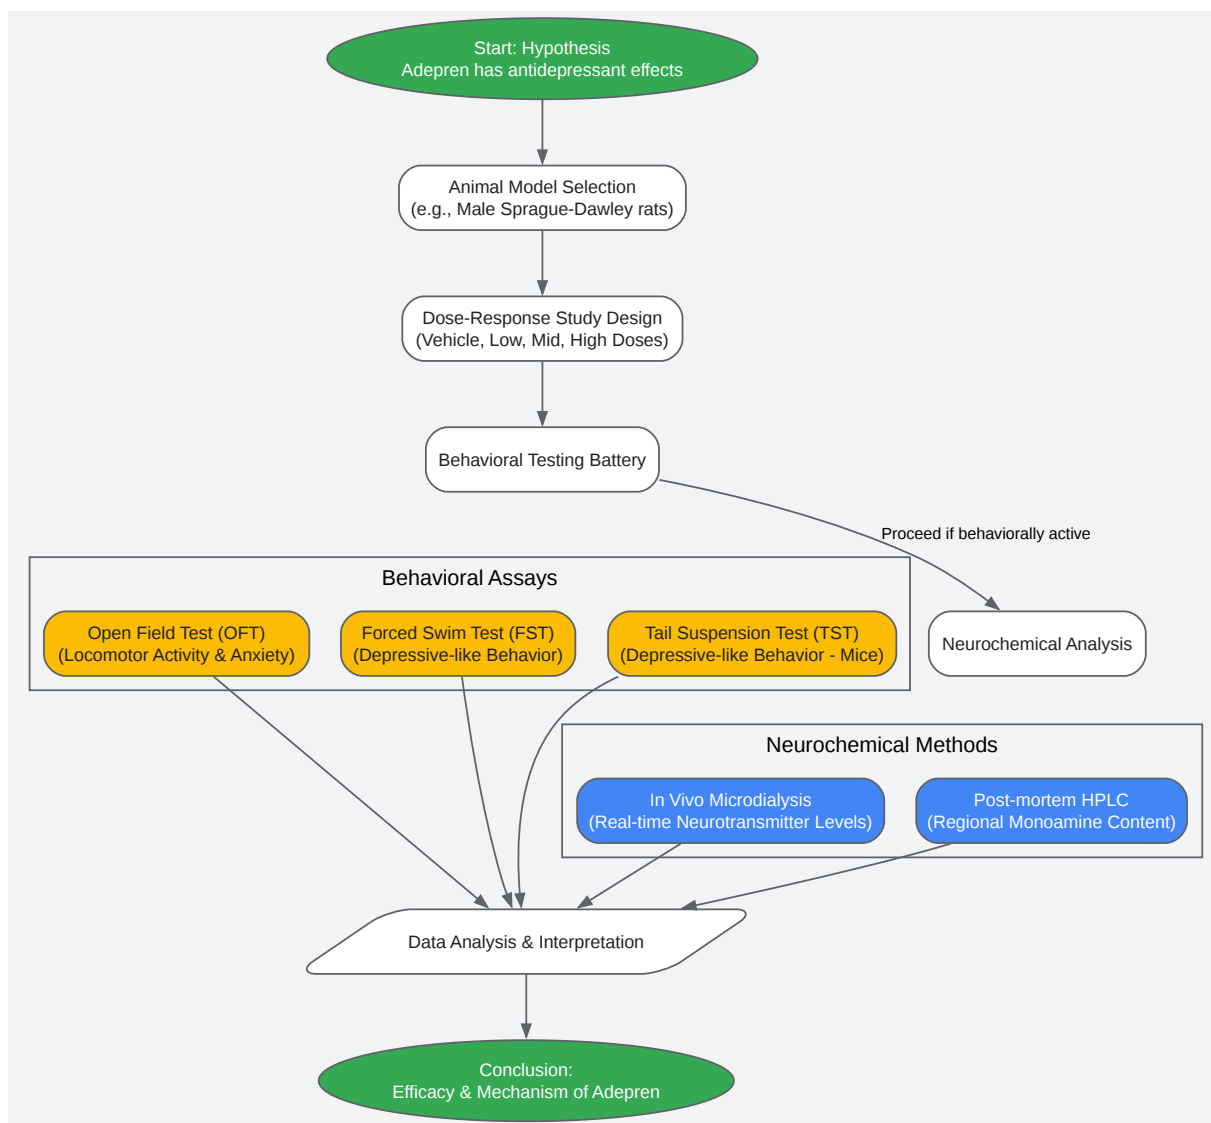 Start: Hypothesis
Adepren has antidepressant effects
Animal Model Selection
(e.g., Male Sprague-Dawley rats)
Dose-Response Study Design
(Vehicle, Low, Mid, High Doses)
Behavioral Testing Battery
Proceed if behaviorally active
Behavioral Assays
Open Field Test (OFT)
(Locomotor Activity & Anxiety)
Forced Swim Test (FST)
(Depressive-like Behavior)
Tail Suspension Test (TST)
(Depressive-like Behavior - Mice)
Neurochemical Analysis
Neurochemical Methods
In Vivo Microdialysis
(Real-time Neurotransmitter Levels)
Post-mortem HPLC
(Regional Monoamine Content)
Data Analysis & Interpretation
Conclusion:
Efficacy & Mechanism of Adepren